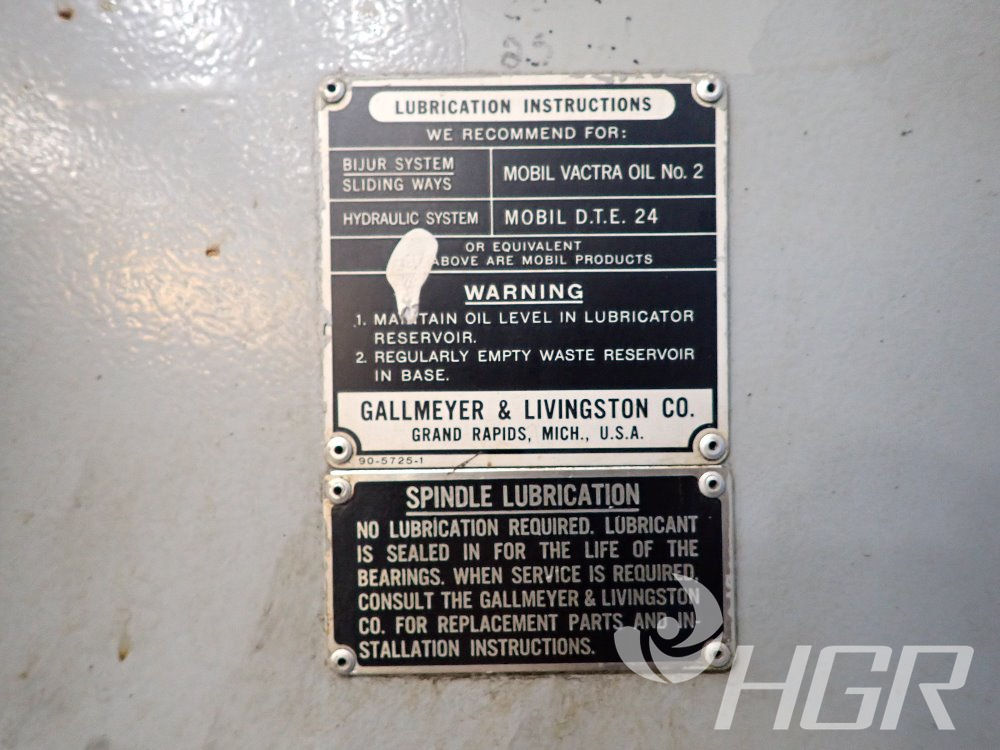 LUBRICATION INSTRUCTIONS
WE RECOMMEND FOR:
BIJUR SYSTEM
SLIDING WAYS
MOBIL VACTRA OIL No. 2
HYDRAULIC SYSTEM
MOBIL D.T.E. 24
OR EQUIVALENT
ABOVE ARE MOBIL PRODUCTS
WARNING
1. MAINTAIN OIL LEVEL IN LUBRICATOR
RESERVOIR.
2. REGULARLY EMPTY WASTE RESERVOIR
IN BASE.
GALLMEYER & LIVINGSTON CO.
GRAND RAPIDS, MICH., U.S.A.
90-5725-1
SPINDLE LUBRICATION
NO LUBRICATION REQUIRED. LUBRICANT
IS SEALED IN FOR THE LIFE OF THE
BEARINGS. WHEN SERVICE IS REQUIRED,
CONSULT THE GALLMEYER & LIVINGSTON
CO. FOR REPLACEMENT PARTS AND IN-
STALLATION INSTRUCTIONS.
HGR